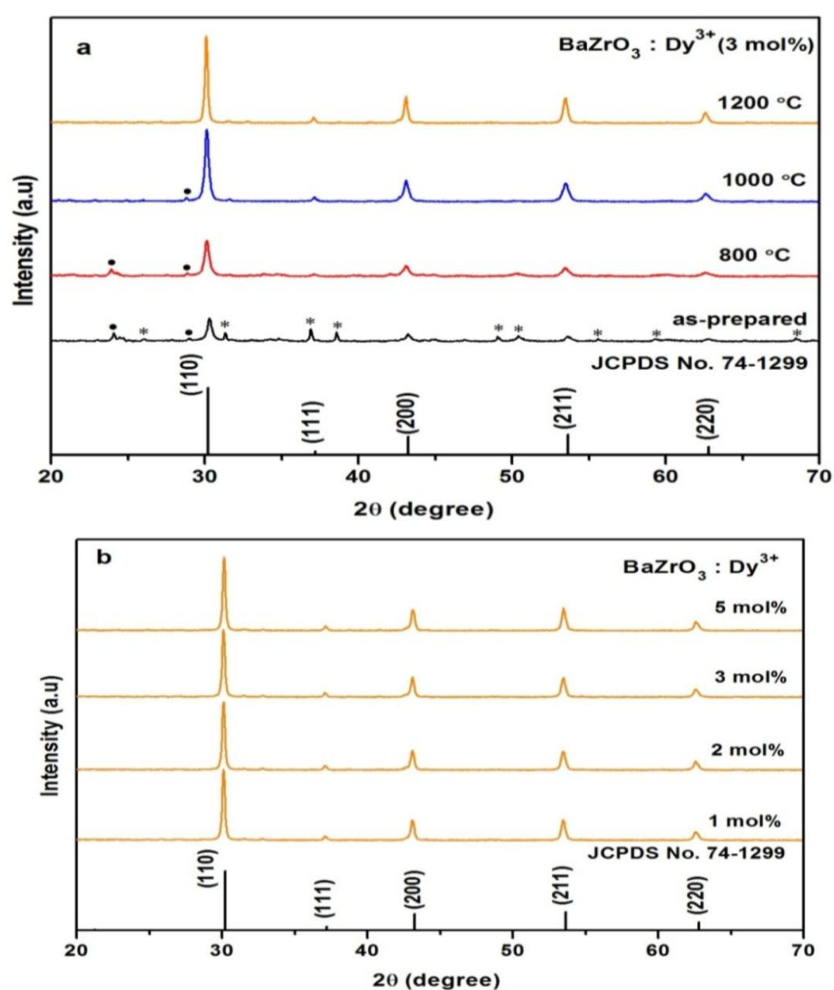 a
BaZrO₃ : Dy³⁺(3 mol%)
1200 °C
1000 °C
•
800 °C
• •
as-prepared
• * • * * * * * * * *
JCPDS No. 74-1299
(110)
(111)
(200)
(211)
(220)
Intensity (a.u)
20 30 40 50 60 70
2θ (degree)
b
BaZrO₃ : Dy³⁺
5 mol%
3 mol%
2 mol%
1 mol%
JCPDS No. 74-1299
(110)
(111)
(200)
(211)
(220)
Intensity (a.u)
20 30 40 50 60 70
2θ (degree)